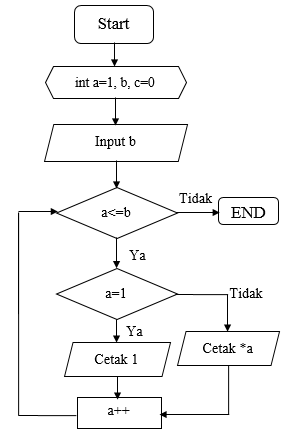 Start
int a=1, b, c=0
Input b
a<=b
Tidak
END
Ya
a=1
Tidak
Ya
Cetak 1
Cetak *a
a++